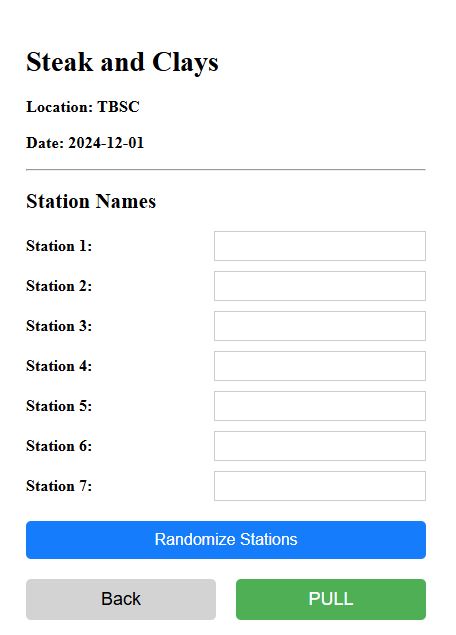 Steak and Clays
Location: TBSC
Date: 2024-12-01
Station Names
Station 1:
Station 2:
Station 3:
Station 4:
Station 5:
Station 6:
Station 7:
Randomize Stations
Back PULL